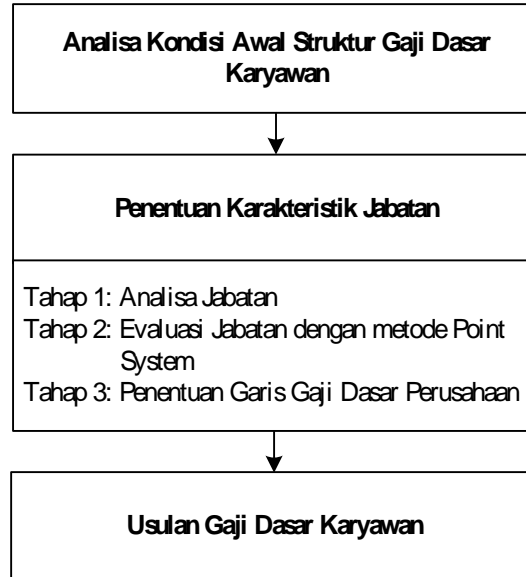 Analisa Kondisi Awal Struktur Gaji Dasar
Karyawan
Penentuan Karakteristik Jabatan
Tahap 1: Analisa Jabatan
Tahap 2: Evaluasi Jabatan dengan metode Point
System
Tahap 3: Penentuan Garis Gaji Dasar Perusahaan
Usulan Gaji Dasar Karyawan